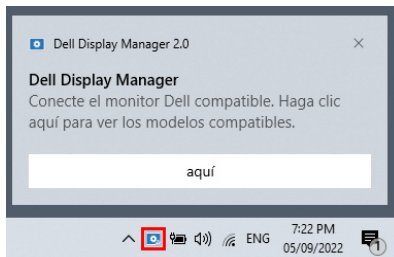 Dell Display Manager 2.0
Dell Display Manager
Conecte el monitor Dell compatible. Haga clic
aquí para ver los modelos compatibles.
aquí
ENG
7:22 PM
05/09/2022
1